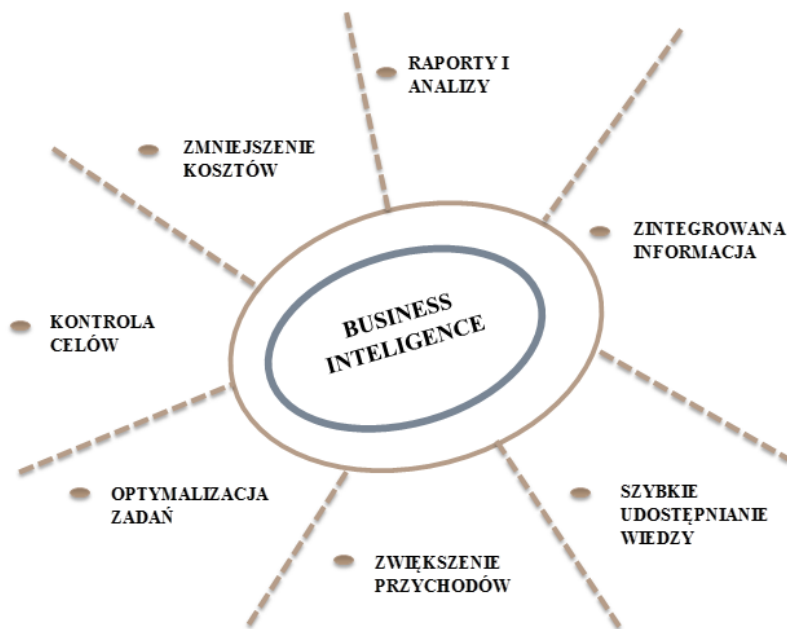 RAPORTY I
ANALIZY
ZMNIEJSZENIE
KOSZTÓW
ZINTEGROWANA
INFORMACJA
BUSINESS
INTELIGENCE
KONTROLA
CELÓW
OPTYMALIZACJA
ZADAŃ
SZYBKIE
UDOSTĘPNIANIE
WIEDZY
ZWIĘKSZENIE
PRZYCHODÓW